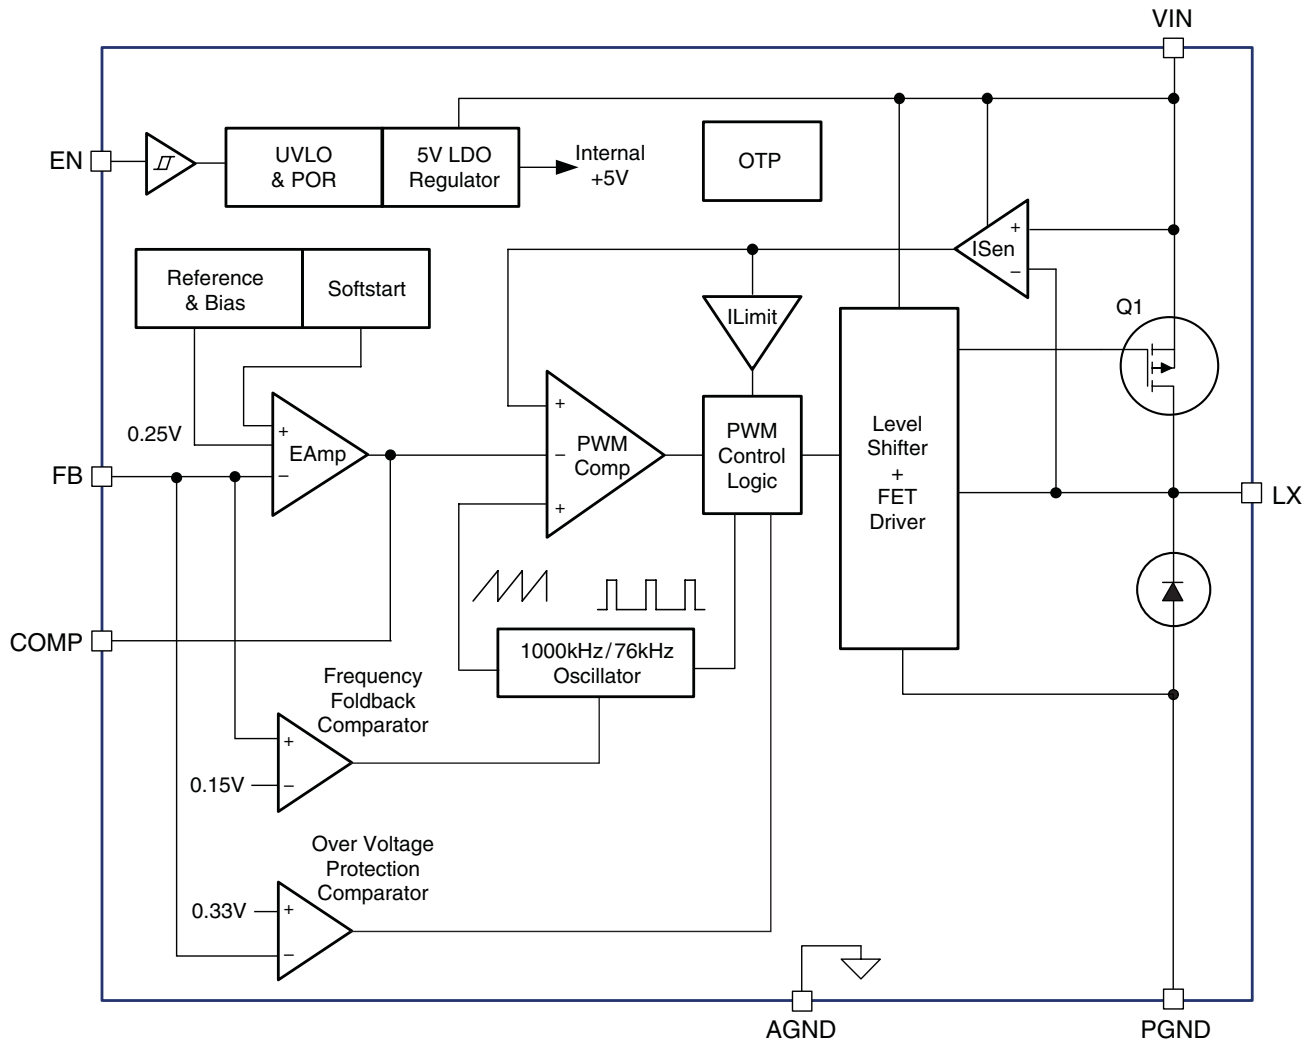 VIN
EN
UVLO
& POR
5V LDO
Regulator
Internal
+5V
OTP
Reference
& Bias
Softstart
+
ISen
–
ILimit
Q1
0.25V
+
EAmp
–
+
PWM
Comp
–
+
PWM
Control
Logic
Level
Shifter
+
FET
Driver
FB
LX
COMP
1000kHz/76kHz
Oscillator
Frequency
Foldback
Comparator
+
0.15V
–
Over Voltage
Protection
Comparator
0.33V
+
–
AGND
PGND